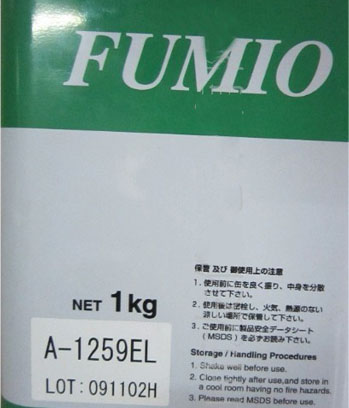 FUMIO
保管 及び 御使用上の注意
1. 使用前に缶を良く振り、中身を分散
させて下さい。
2. 使用後は密栓し、火気、熱源のない
涼しい場所で保管して下さい。
3. ご使用前に製品安全データシート
(MSDS) を必ずお読み下さい。
NET 1kg
Storage / Handling Procedures
1. Shake well before use.
2. Close tightly after use,and store in
a cool room having no fire hazards.
3. Please read MSDS before use.
A-1259EL
LOT: 091102H